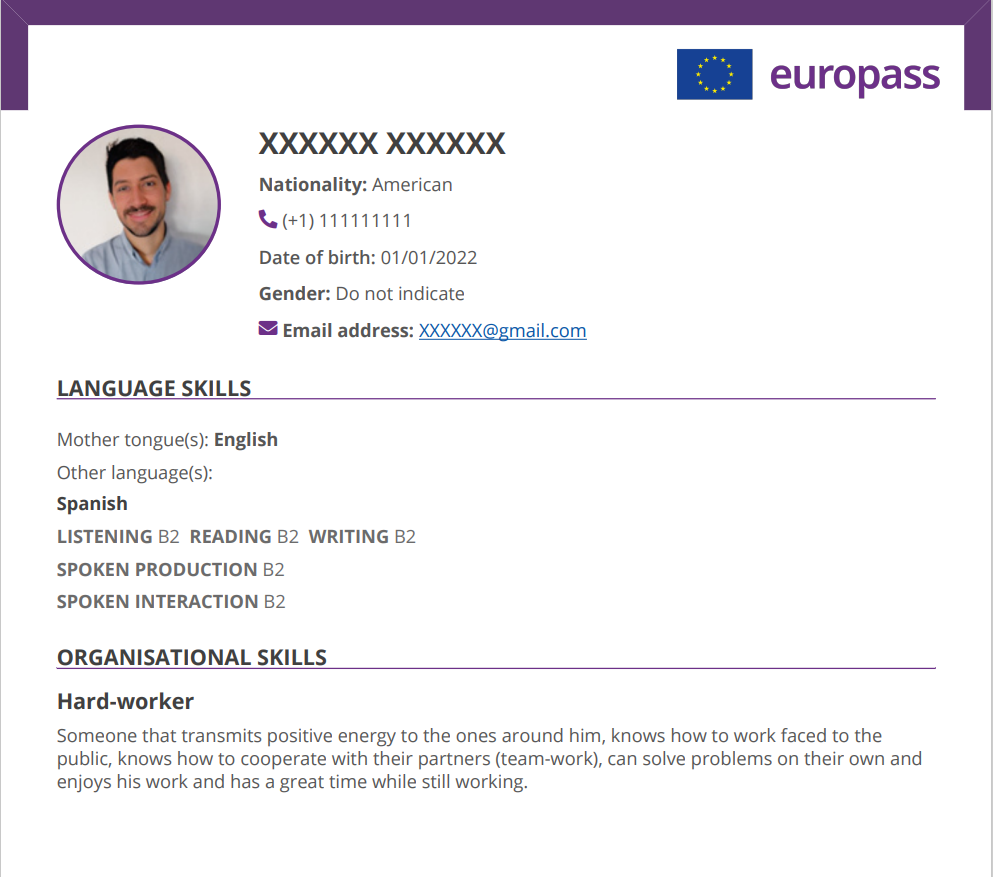 europass
XXXXXX XXXXXX
Nationality: American
(+1) 111111111
Date of birth: 01/01/2022
Gender: Do not indicate
Email address: XXXXXX@gmail.com
LANGUAGE SKILLS
Mother tongue(s): English
Other language(s):
Spanish
LISTENING B2 READING B2 WRITING B2
SPOKEN PRODUCTION B2
SPOKEN INTERACTION B2
ORGANISATIONAL SKILLS
Hard-worker
Someone that transmits positive energy to the ones around him, knows how to work faced to the
public, knows how to cooperate with their partners (team-work), can solve problems on their own and
enjoys his work and has a great time while still working.